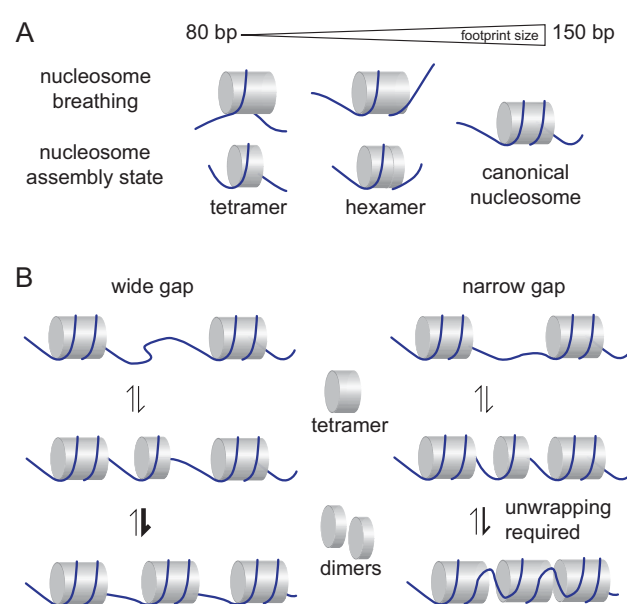 A
80 bp
footprint size
150 bp
nucleosome
breathing
nucleosome
assembly state
tetramer
hexamer
canonical
nucleosome
B
wide gap
narrow gap
tetramer
unwrapping
required
dimers